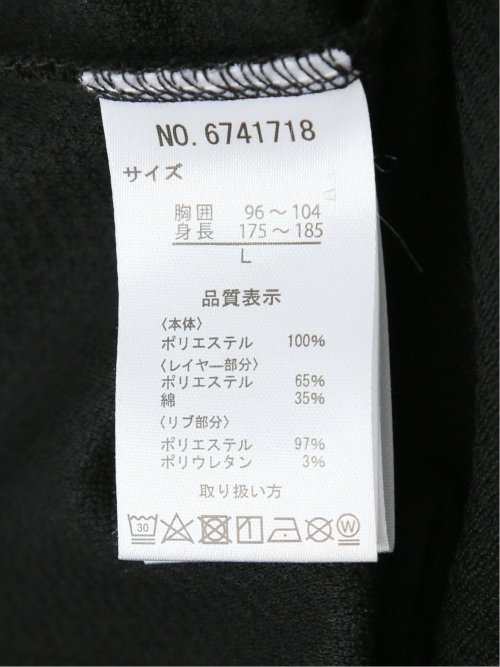 NO. 6741718
サイズ
胸囲 96～104
身長 175～185
L
品質表示
〈本体〉
ポリエステル 100%
〈レイヤー部分〉
ポリエステル 65%
綿 35%
〈リブ部分〉
ポリエステル 97%
ポリウレタン 3%
取り扱い方
30 W